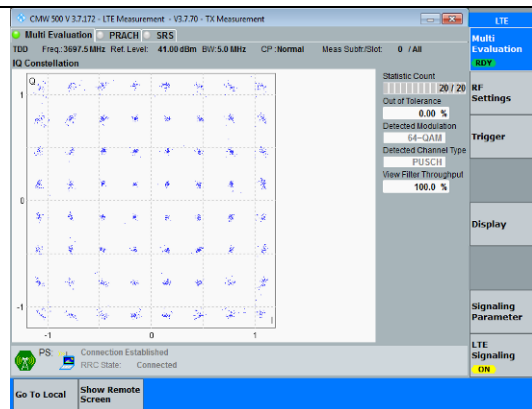 CMW 500 V 3.7.172 - LTE Measurement - V3.7.70 - TX Measurement
Multi Evaluation PRACH SRS
TDD Freq.:3697.5 MHz Ref. Level: 41.00 dBm BW:5.0 MHz CP :Normal Meas Subfr/Slot: 0 / All
IQ Constellation
Q
1
0
-1
I
-1 0 1
Statistic Count
20 / 20
Out of Tolerance
0.00 %
Detected Modulation
64-QAM
Detected Channel Type
PUSCH
View Filter Throughput
100.0 %
PS: Connection Established
RRC State: Connected
LTE
Multi
Evaluation
RDY
RF
Settings
Trigger
Display
Signaling
Parameter
LTE
Signaling
ON
Go To Local
Show Remote
Screen